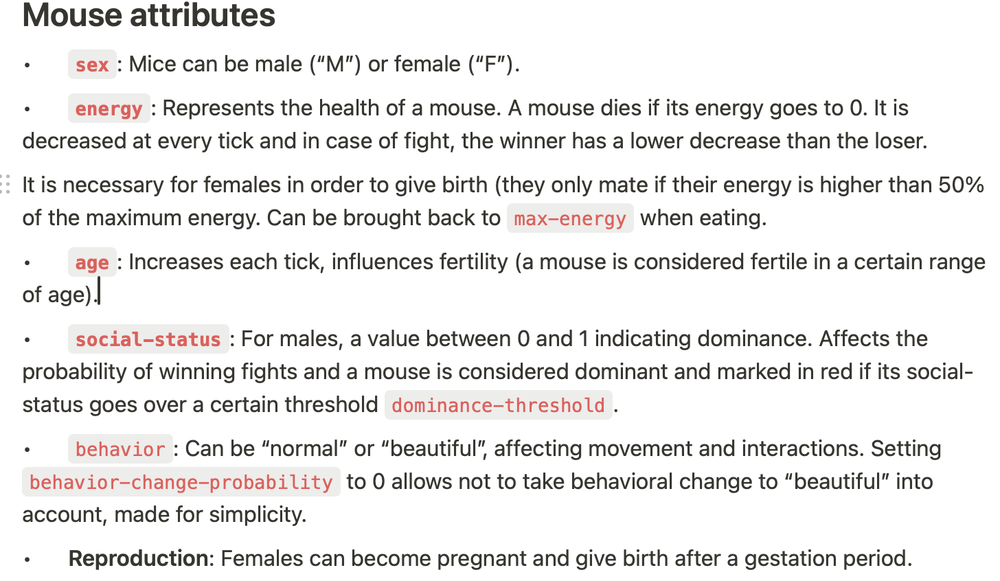 Mouse attributes
• sex : Mice can be male (“M”) or female (“F”).
• energy : Represents the health of a mouse. A mouse dies if its energy goes to 0. It is
decreased at every tick and in case of fight, the winner has a lower decrease than the loser.
It is necessary for females in order to give birth (they only mate if their energy is higher than 50%
of the maximum energy. Can be brought back to max-energy when eating.
• age : Increases each tick, influences fertility (a mouse is considered fertile in a certain range
of age).
• social-status : For males, a value between 0 and 1 indicating dominance. Affects the
probability of winning fights and a mouse is considered dominant and marked in red if its social-
status goes over a certain threshold dominance-threshold .
• behavior : Can be “normal” or “beautiful”, affecting movement and interactions. Setting
behavior-change-probability to 0 allows not to take behavioral change to “beautiful” into
account, made for simplicity.
• Reproduction: Females can become pregnant and give birth after a gestation period.